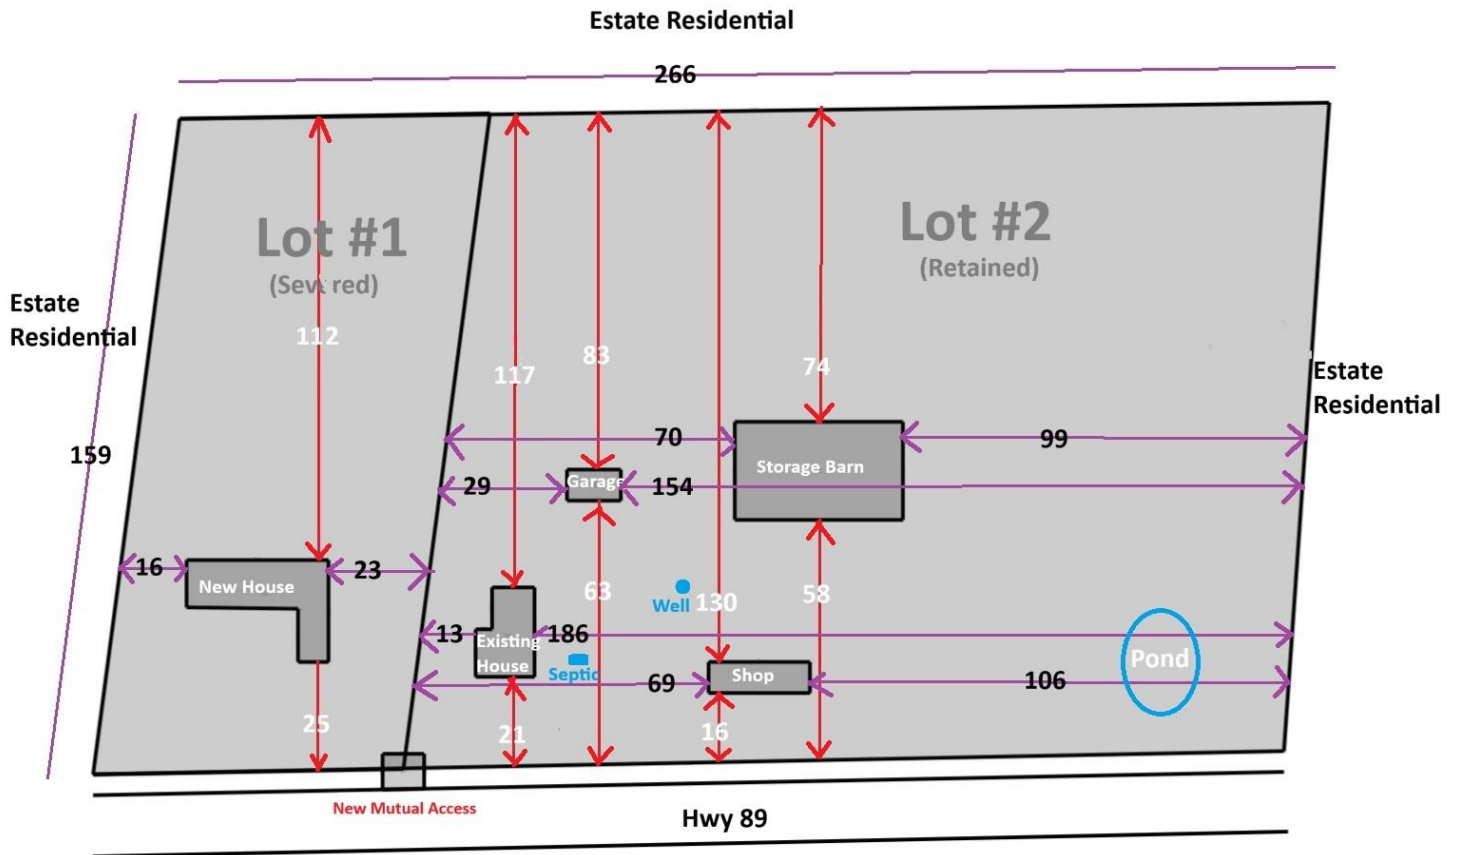 Estate Residential
266
Lot #1
(Severed)
Lot #2
(Retained)
Estate
Residential
112
117
83
74
Estate
Residential
159
70
99
Storage Barn
29
Garage
154
16
New House
23
63
Well
130
58
13
Existing
House
186
Septic
69
Shop
106
Pond
25
21
16
New Mutual Access
Hwy 89